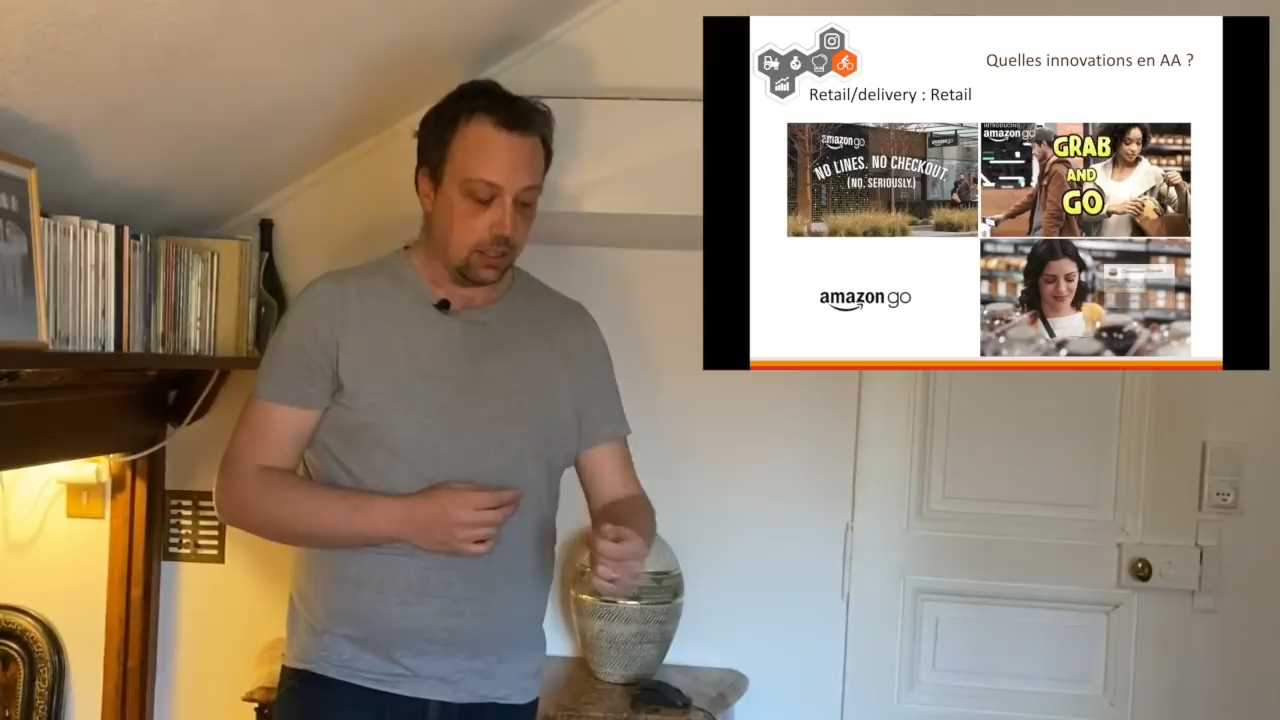 Quelles innovations en AA ?
Retail/delivery : Retail
amazon go
amazon go
NO LINES. NO CHECKOUT.
(NO, SERIOUSLY.)
INTRODUCING
amazon go
GRAB
AND
GO
amazon go